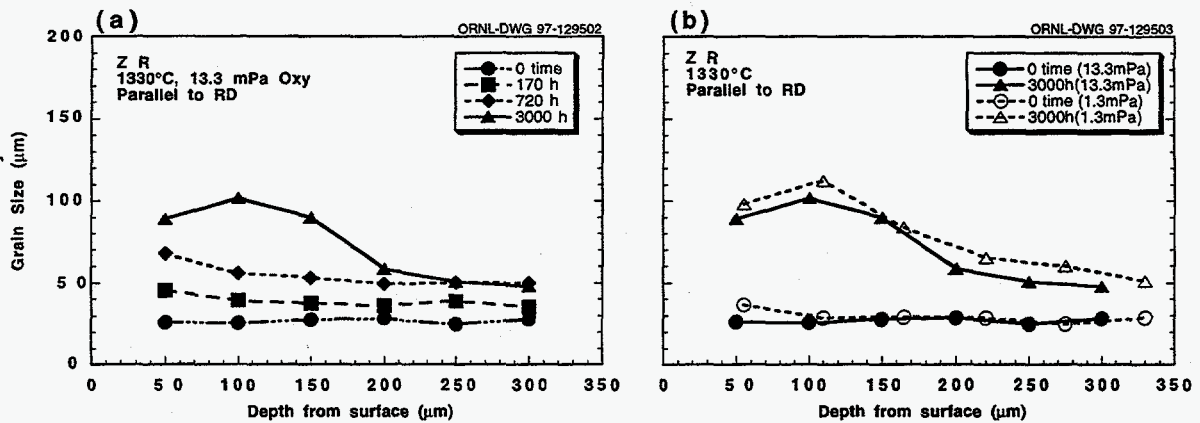 (a)
ORNL-DWG 97-129502
Z R
1330°C, 13.3 mPa Oxy
Parallel to RD
0 time
170 h
720 h
3000 h
200
150
100
50
0
Grain Size (μm)
0 50 100 150 200 250 300 350
Depth from surface (μm)
(b)
ORNL-DWG 97-129503
Z R
1330°C
Parallel to RD
0 time (13.3mPa)
3000h(13.3mPa)
0 time (1.3mPa)
3000h(1.3mPa)
0 50 100 150 200 250 300 350
Depth from surface (μm)